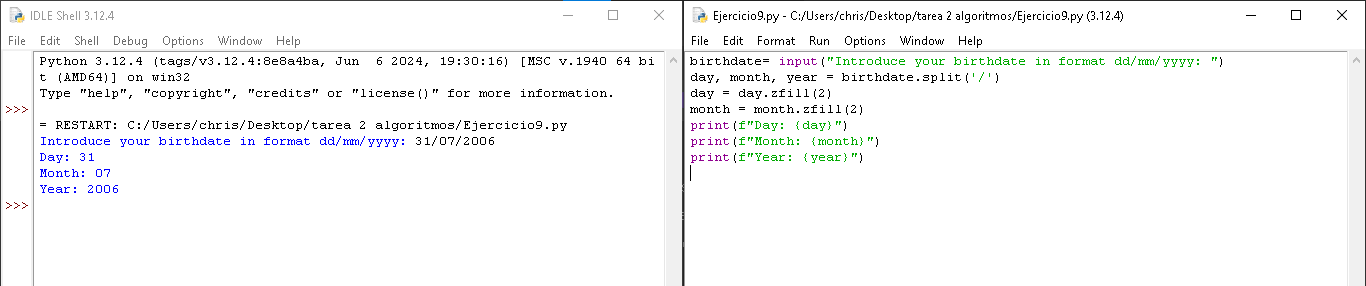 IDLE Shell 3.12.4
File Edit Shell Debug Options Window Help
Python 3.12.4 (tags/v3.12.4:8e8a4ba, Jun  6 2024, 19:30:16) [MSC v.1940 64 bi
t (AMD64)] on win32
Type "help", "copyright", "credits" or "license()" for more information.
>>>
= RESTART: C:/Users/chris/Desktop/tarea 2 algoritmos/Ejercicio9.py
Introduce your birthdate in format dd/mm/yyyy: 31/07/2006
Day: 31
Month: 07
Year: 2006
>>>
Ejercicio9.py - C:/Users/chris/Desktop/tarea 2 algoritmos/Ejercicio9.py (3.12.4)
File Edit Format Run Options Window Help
birthdate= input("Introduce your birthdate in format dd/mm/yyyy: ")
day, month, year = birthdate.split('/')
day = day.zfill(2)
month = month.zfill(2)
print(f"Day: {day}")
print(f"Month: {month}")
print(f"Year: {year}")